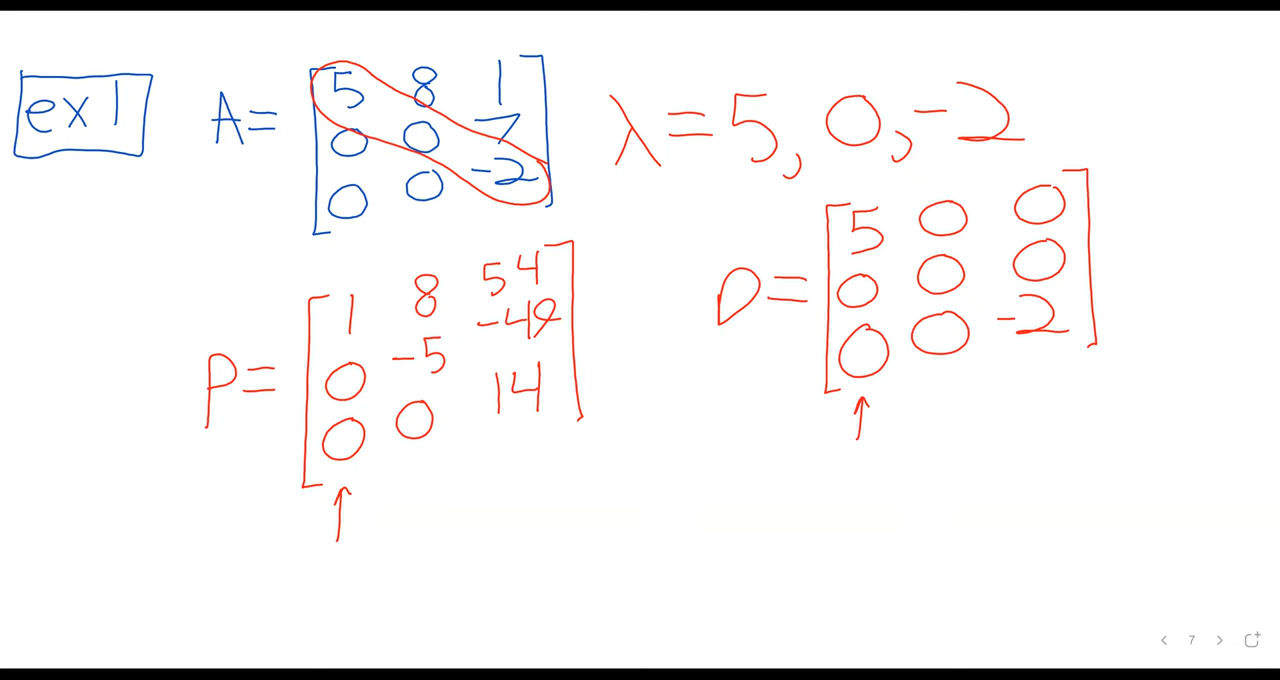 ex 1
A = [ 5 8 1
0 0 7
0 0 -2 ]
λ = 5, 0, -2
P = [ 1 8 54
0 -5 -49
0 0 14 ]
D = [ 5 0 0
0 0 0
0 0 -2 ]
7